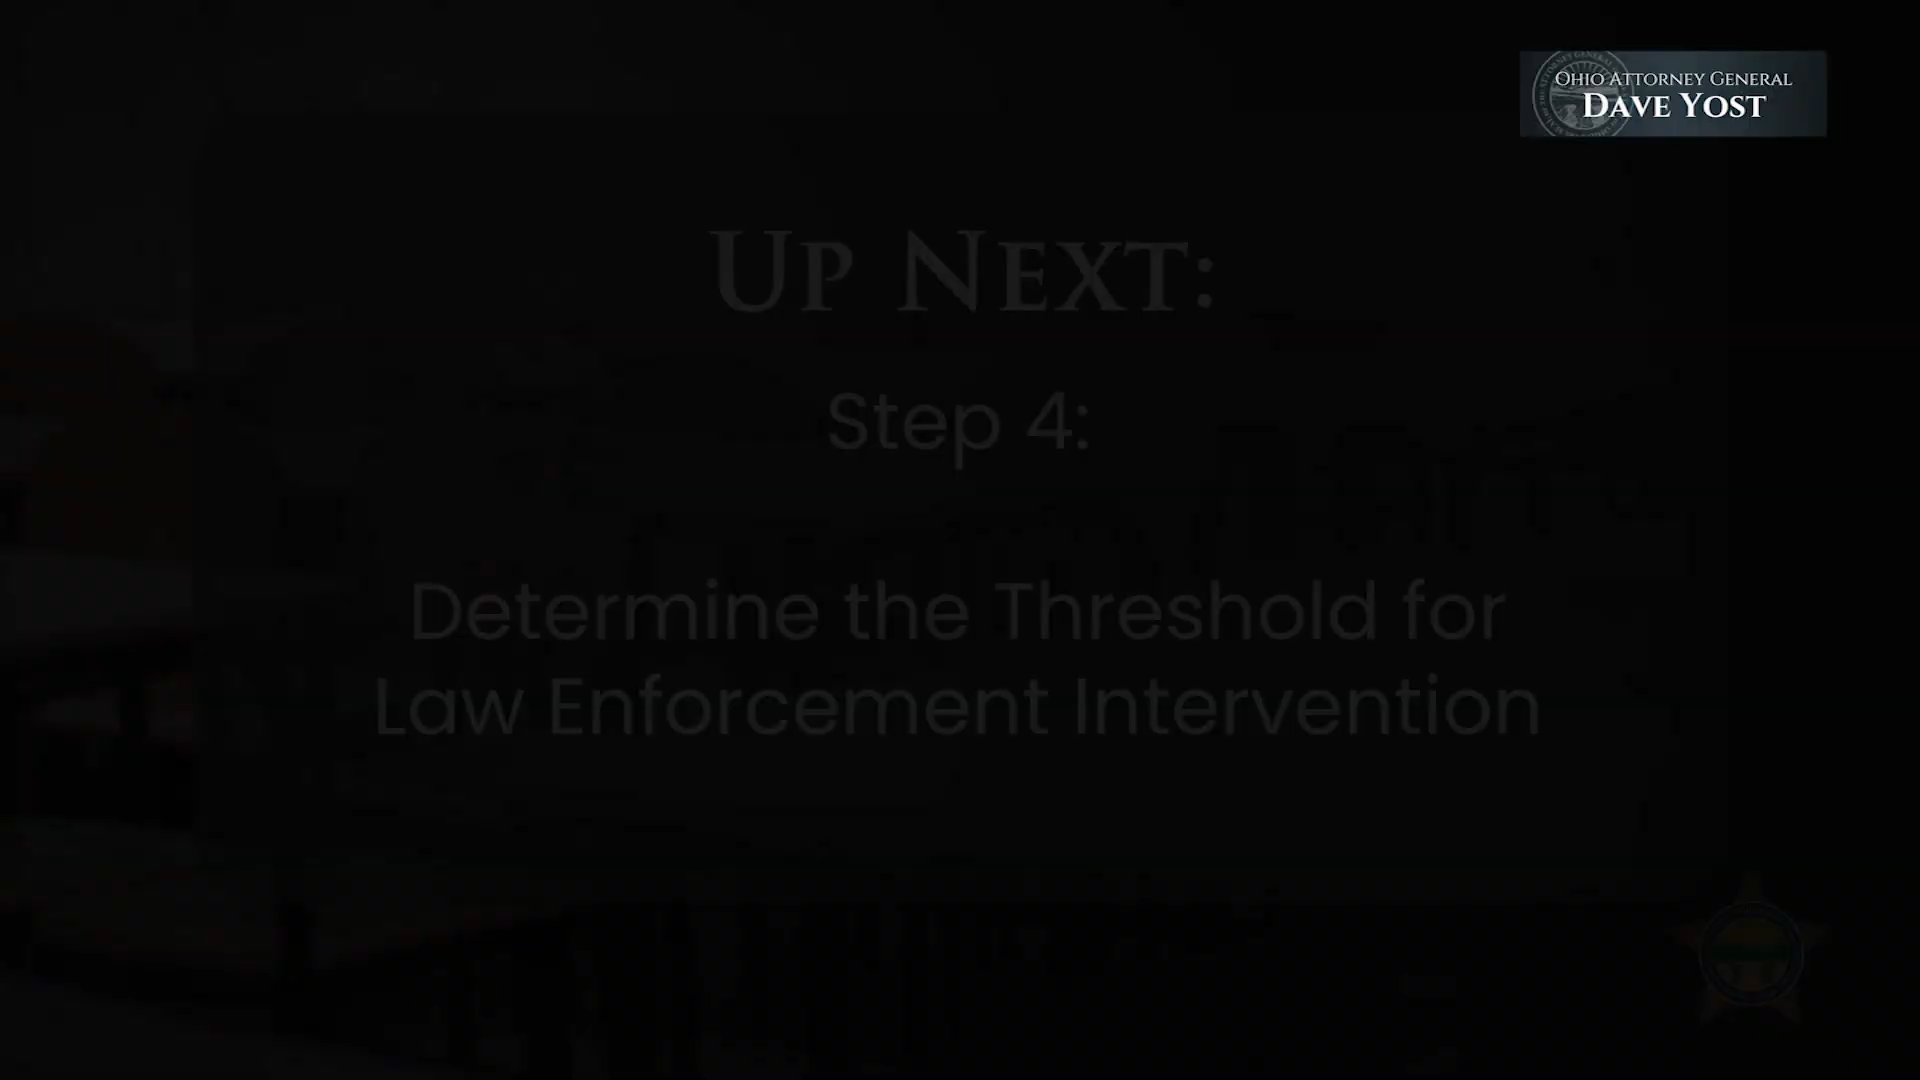 Ohio Attorney General
Dave Yost
Up Next:
Step 4:
Determine the Threshold for
Law Enforcement Intervention